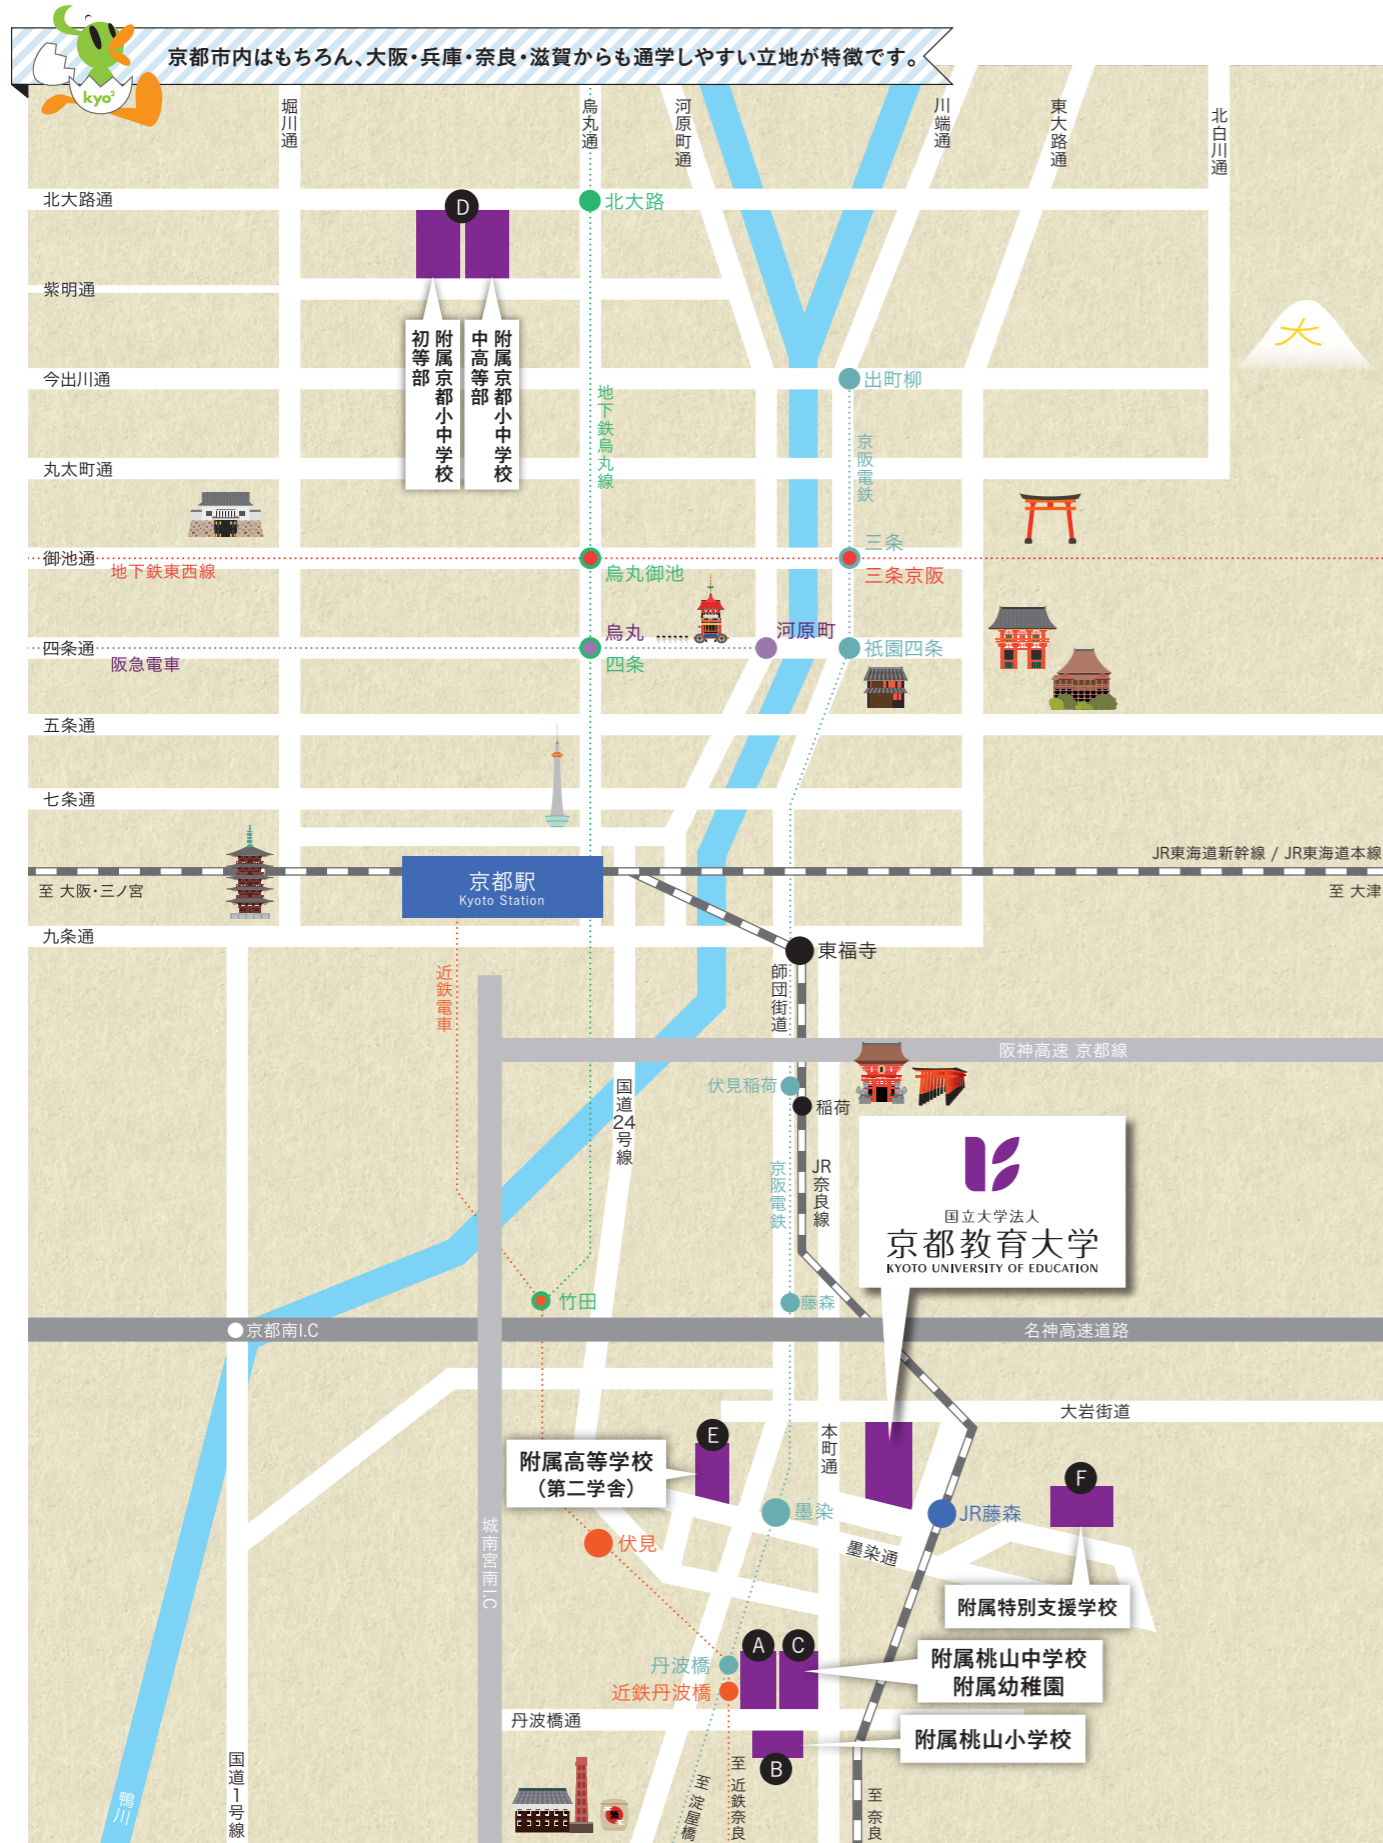 京都市内はもちろん、大阪・兵庫・奈良・滋賀からも通学しやすい立地が特徴です。
kyo²
堀川通
烏丸通
河原町通
川端通
東大路通
北白川通
北大路通
D
北大路
紫明通
附属京都小中学校
初等部
附属京都小中学校
中高等部
大
今出川通
出町柳
地下鉄烏丸線
京阪電鉄
丸太町通
御池通
地下鉄東西線
烏丸御池
三条
三条京阪
四条通
阪急電車
烏丸
四条
河原町
祇園四条
五条通
七条通
JR東海道新幹線 / JR東海道本線
至 大阪・三ノ宮
京都駅
Kyoto Station
至 大津
九条通
東福寺
近鉄電車
師団街道
阪神高速 京都線
国道24号線
伏見稲荷
稲荷
京阪電鉄
JR奈良線
国立大学法人
京都教育大学
KYOTO UNIVERSITY OF EDUCATION
竹田
藤森
京都南I.C
名神高速道路
大岩街道
本町通
E
附属高等学校
（第二学舎）
F
墨染
JR藤森
城南宮南I.C
伏見
墨染通
附属特別支援学校
A
C
丹波橋
近鉄丹波橋
附属桃山中学校
附属幼稚園
丹波橋通
附属桃山小学校
B
国道1号線
鴨川
至 淀屋橋
至 近鉄奈良
至 奈良